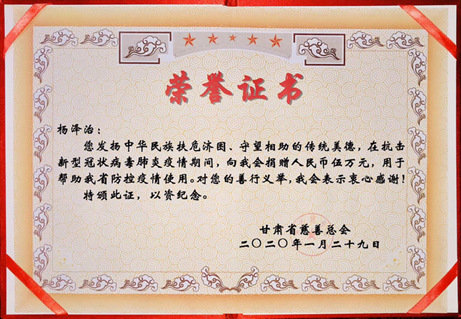 荣誉证书
杨泽治：
您发扬中华民族扶危济困、守望相助的传统美德，在抗击
新型冠状病毒肺炎疫情期间，向我会捐赠人民币伍万元，用于
帮助我省防控疫情使用。对您的善行义举，我会表示衷心感谢！
特颁此证，以资纪念。
甘肃省慈善总会
二〇二〇年一月二十九日